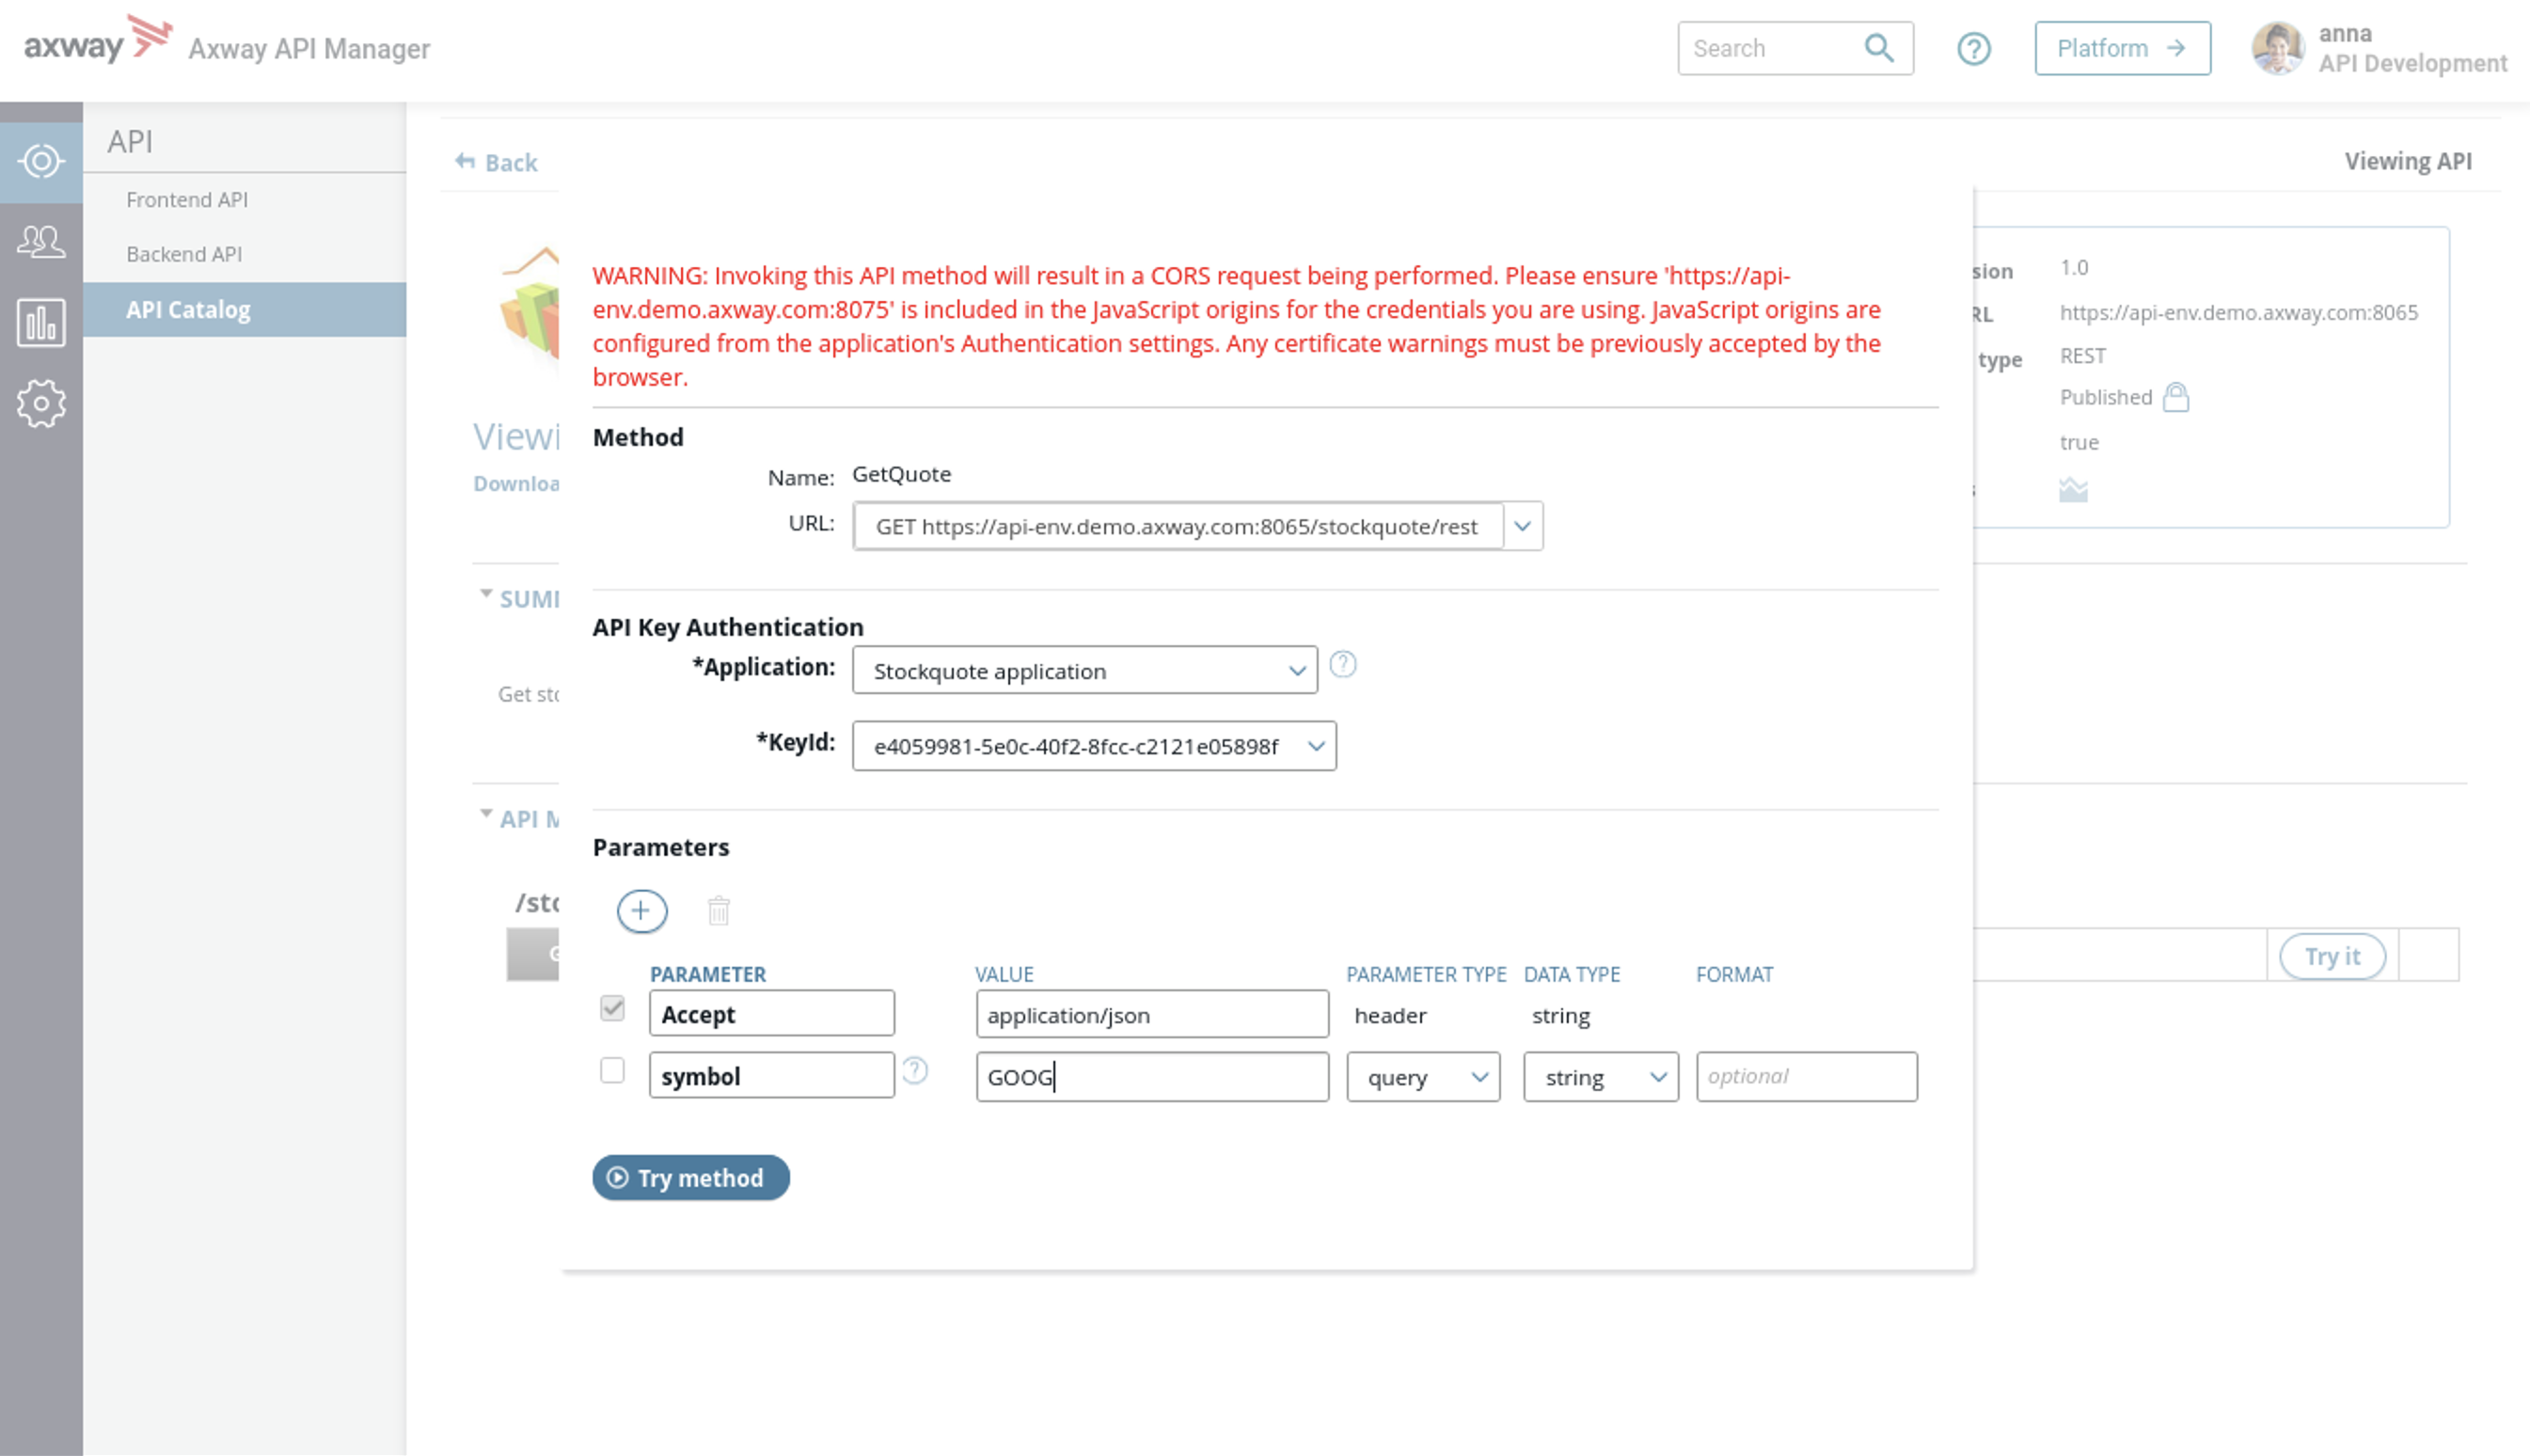 axway Axway API Manager
Search
Platform →
anna
API Development
API
Frontend API
Backend API
API Catalog
Back
Viewing API
WARNING: Invoking this API method will result in a CORS request being performed. Please ensure 'https://api-
env.demo.axway.com:8075' is included in the JavaScript origins for the credentials you are using. JavaScript origins are
configured from the application's Authentication settings. Any certificate warnings must be previously accepted by the
browser.
1.0
RL https://api-env.demo.axway.com:8065
type REST
Published
true
Viewi
Downloa
Method
Name: GetQuote
URL: GET https://api-env.demo.axway.com:8065/stockquote/rest
SUM
API Key Authentication
*Application: Stockquote application
Get sto
*KeyId: e4059981-5e0c-40f2-8fcc-c2121e05898f
API M
Parameters
/sto
Try it
PARAMETER VALUE PARAMETER TYPE DATA TYPE FORMAT
Accept application/json header string
symbol GOOG query string optional
Try method